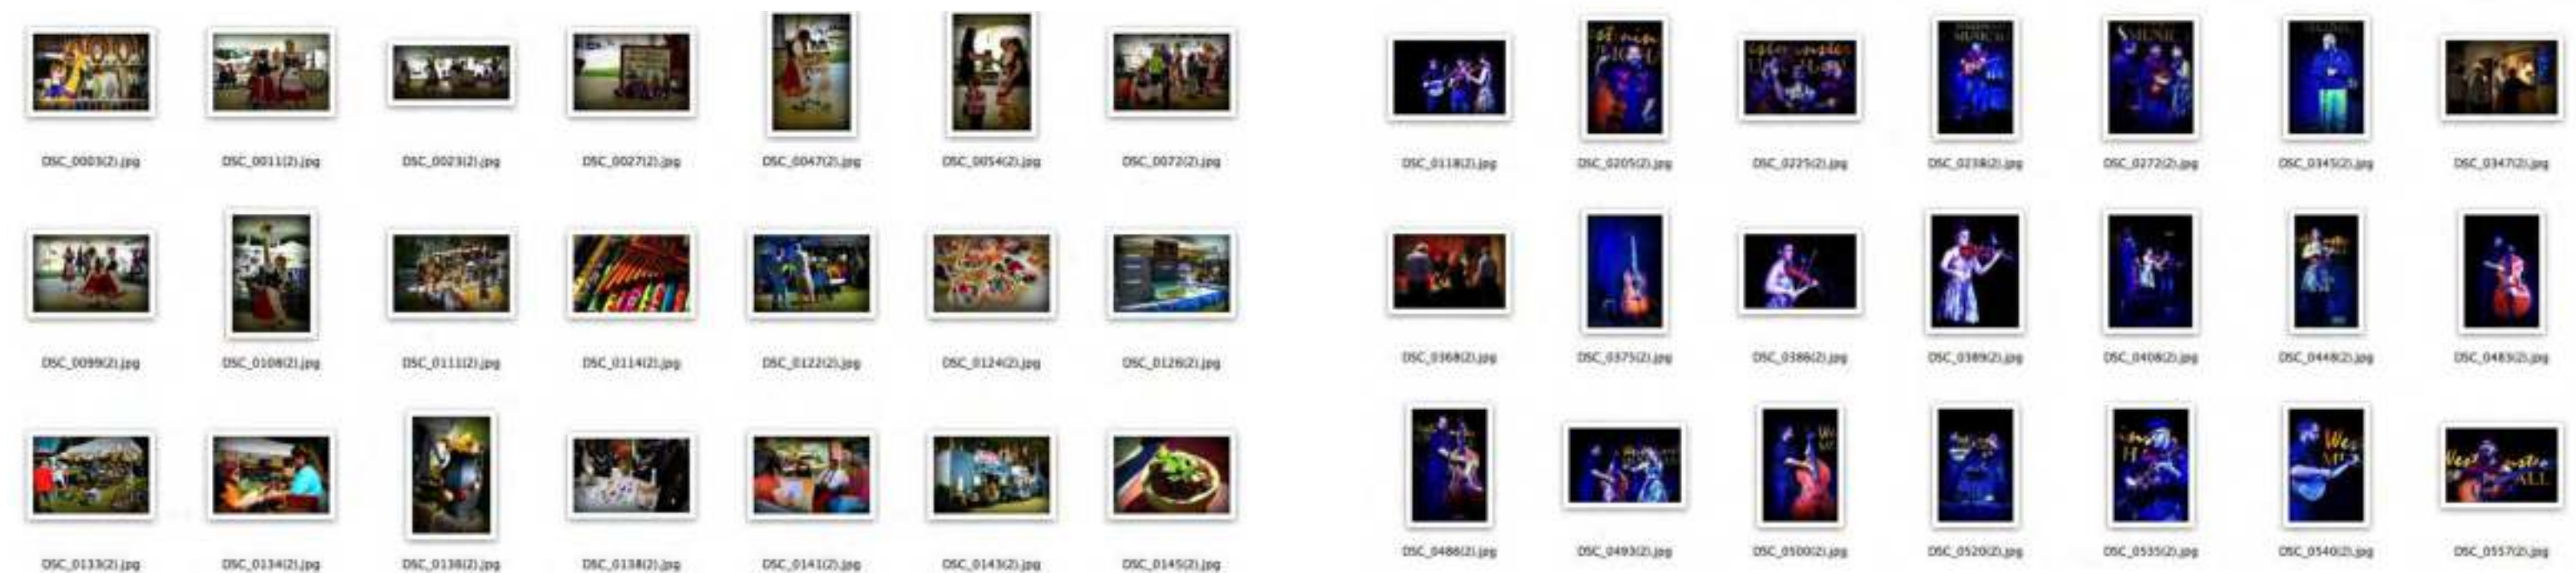 DSC_0003(2).jpg DSC_0011(2).jpg DSC_0023(2).jpg DSC_0027(2).jpg DSC_0047(2).jpg DSC_0054(2).jpg DSC_0072(2).jpg
DSC_0118(2).jpg DSC_0205(2).jpg DSC_0225(2).jpg DSC_0238(2).jpg DSC_0272(2).jpg DSC_0345(2).jpg DSC_0347(2).jpg
DSC_0099(2).jpg DSC_0108(2).jpg DSC_0111(2).jpg DSC_0114(2).jpg DSC_0122(2).jpg DSC_0124(2).jpg DSC_0126(2).jpg
DSC_0368(2).jpg DSC_0375(2).jpg DSC_0386(2).jpg DSC_0389(2).jpg DSC_0408(2).jpg DSC_0448(2).jpg DSC_0483(2).jpg
DSC_0133(2).jpg DSC_0134(2).jpg DSC_0136(2).jpg DSC_0138(2).jpg DSC_0141(2).jpg DSC_0143(2).jpg DSC_0145(2).jpg
DSC_0486(2).jpg DSC_0493(2).jpg DSC_0500(2).jpg DSC_0520(2).jpg DSC_0535(2).jpg DSC_0540(2).jpg DSC_0557(2).jpg